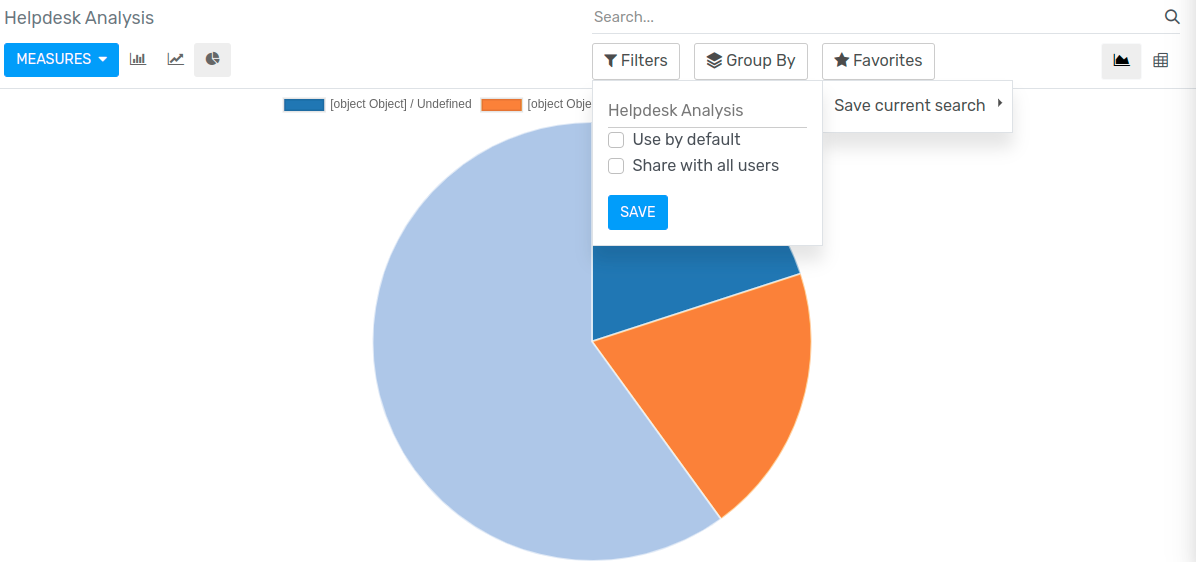 Helpdesk Analysis
Search...
MEASURES
Filters
Group By
Favorites
[object Object] / Undefined
[object Obje
Helpdesk Analysis
Save current search
Use by default
Share with all users
SAVE